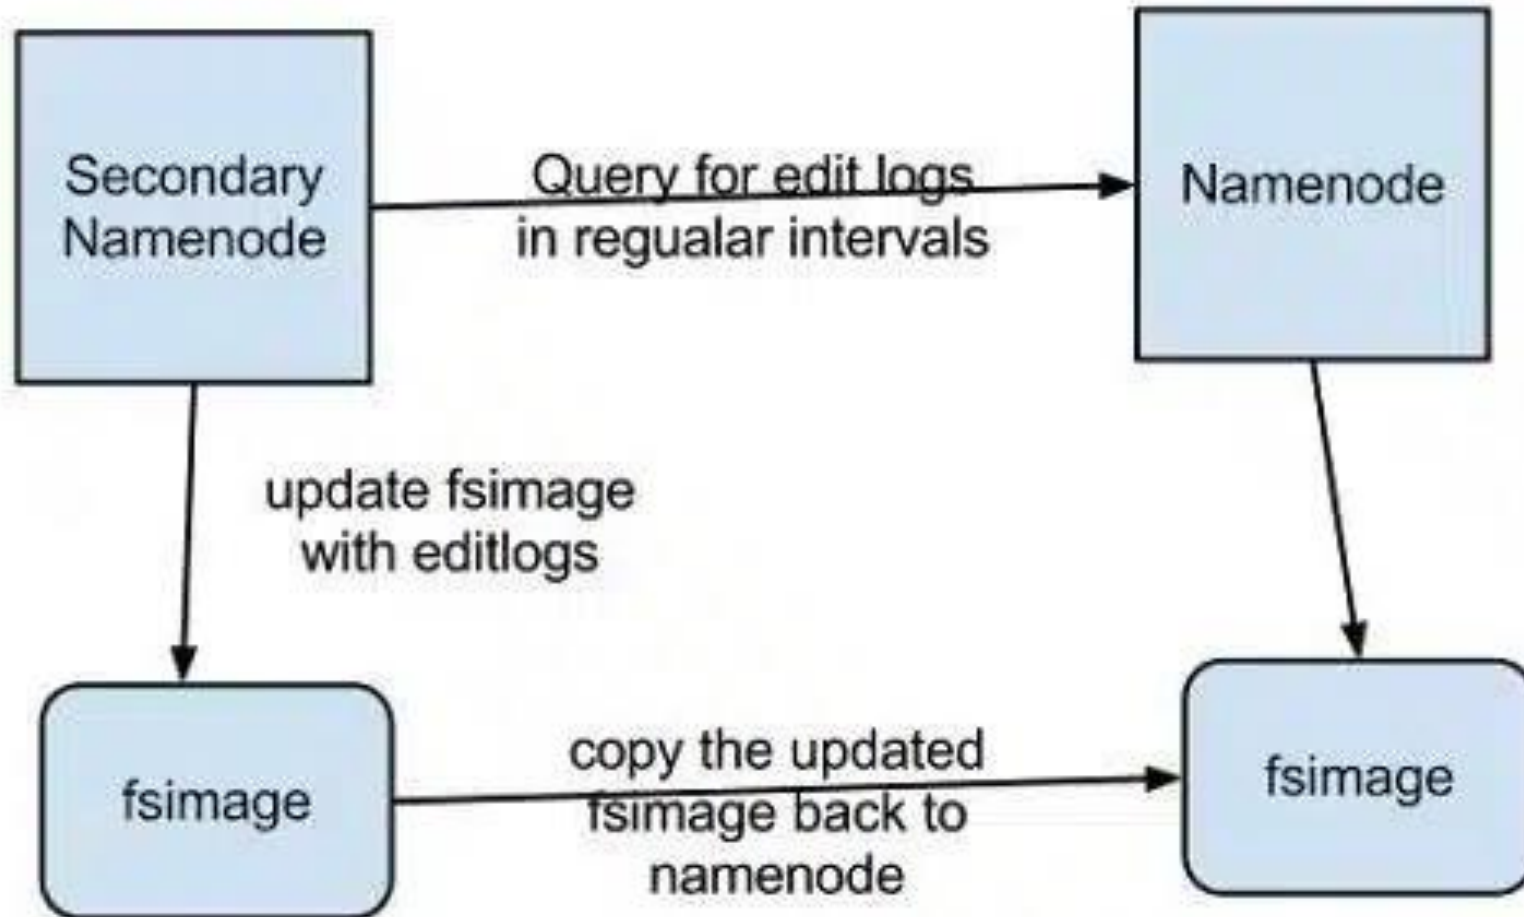 Secondary
Namenode
Query for edit logs
in regualar intervals
Namenode
update fsimage
with editlogs
fsimage
copy the updated
fsimage back to
namenode
fsimage